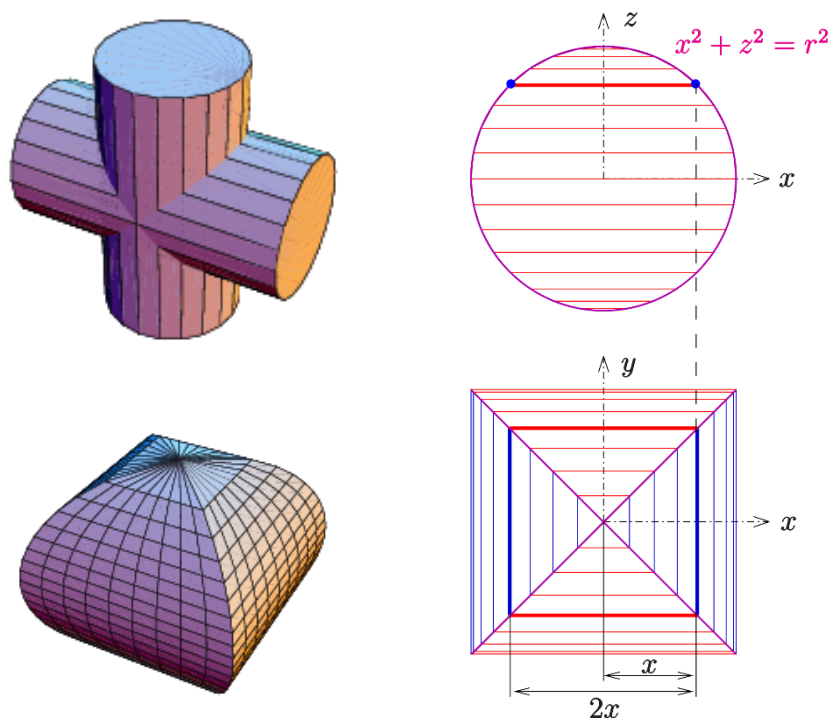 z
x² + z² = r²
x
y
x
x
2x